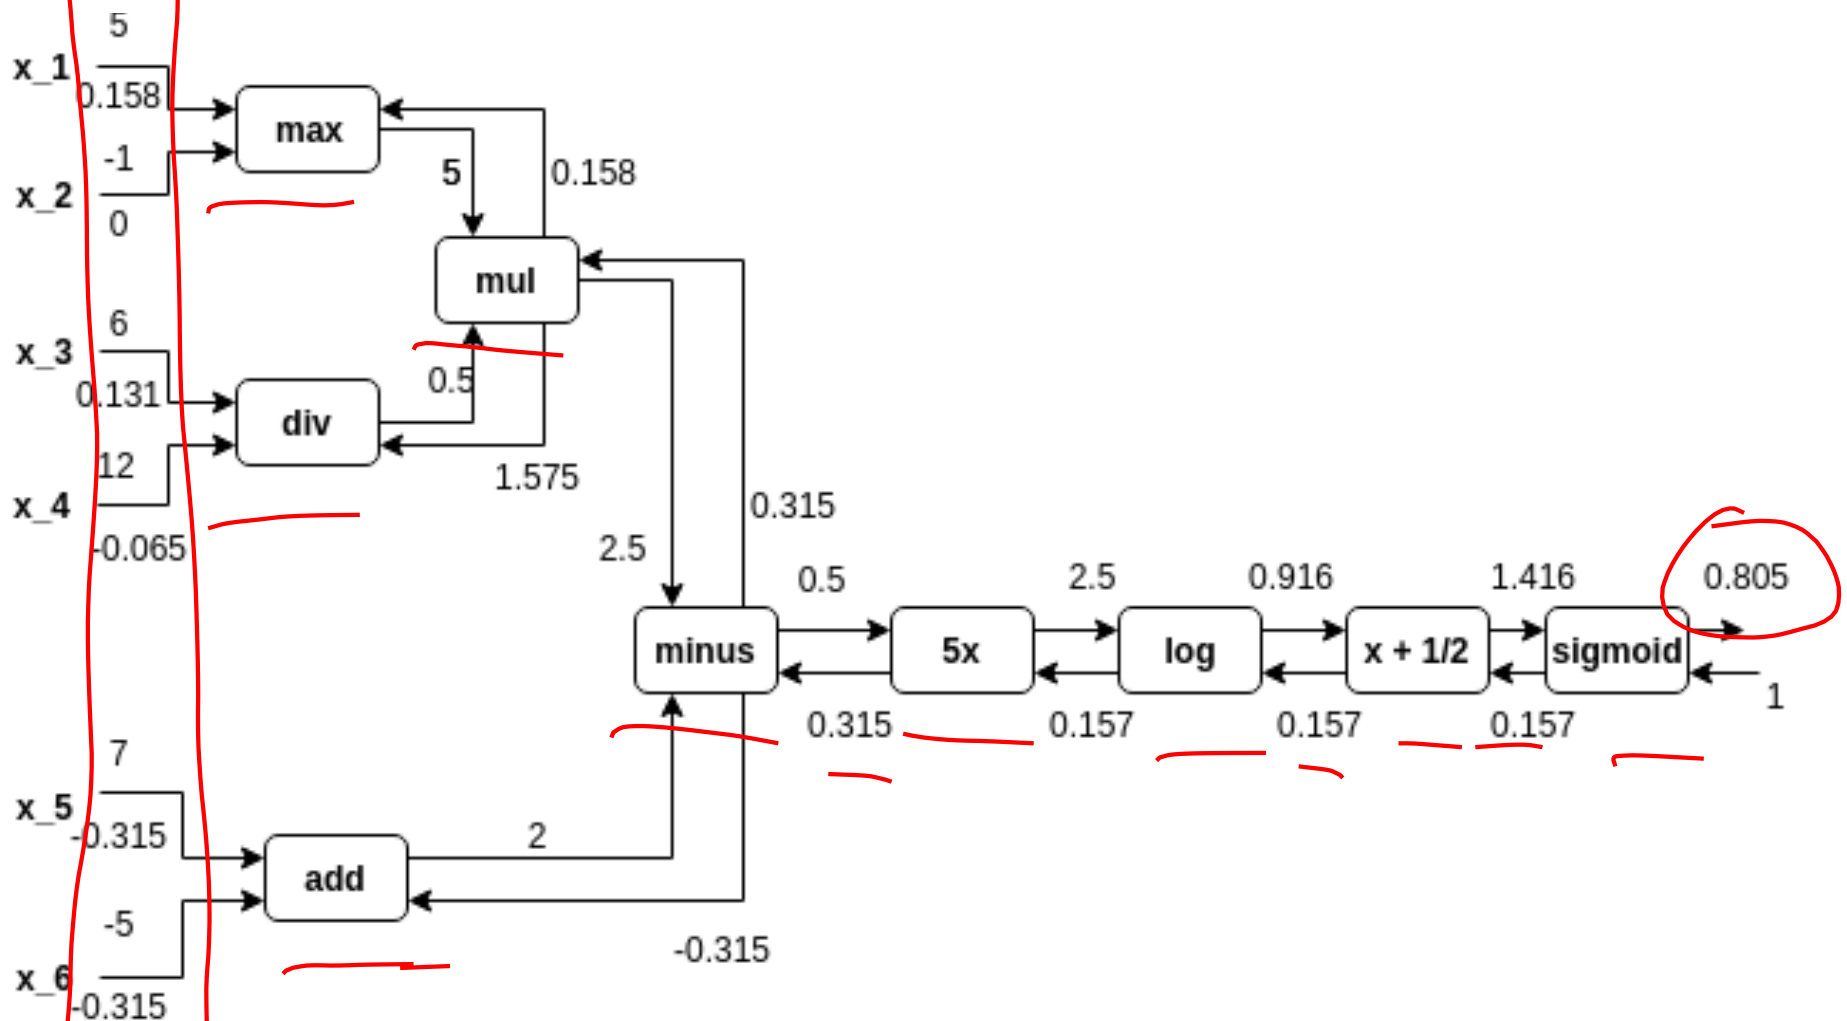 5
x_1
0.158
max
-1
5
0.158
x_2
0
mul
6
x_3
0.5
0.131
div
12
1.575
x_4
0.315
-0.065
2.5
0.5
2.5
0.916
1.416
0.805
minus
5x
log
x + 1/2
sigmoid
1
0.315
0.157
0.157
0.157
7
x_5
-0.315
2
add
-5
-0.315
x_6
-0.315